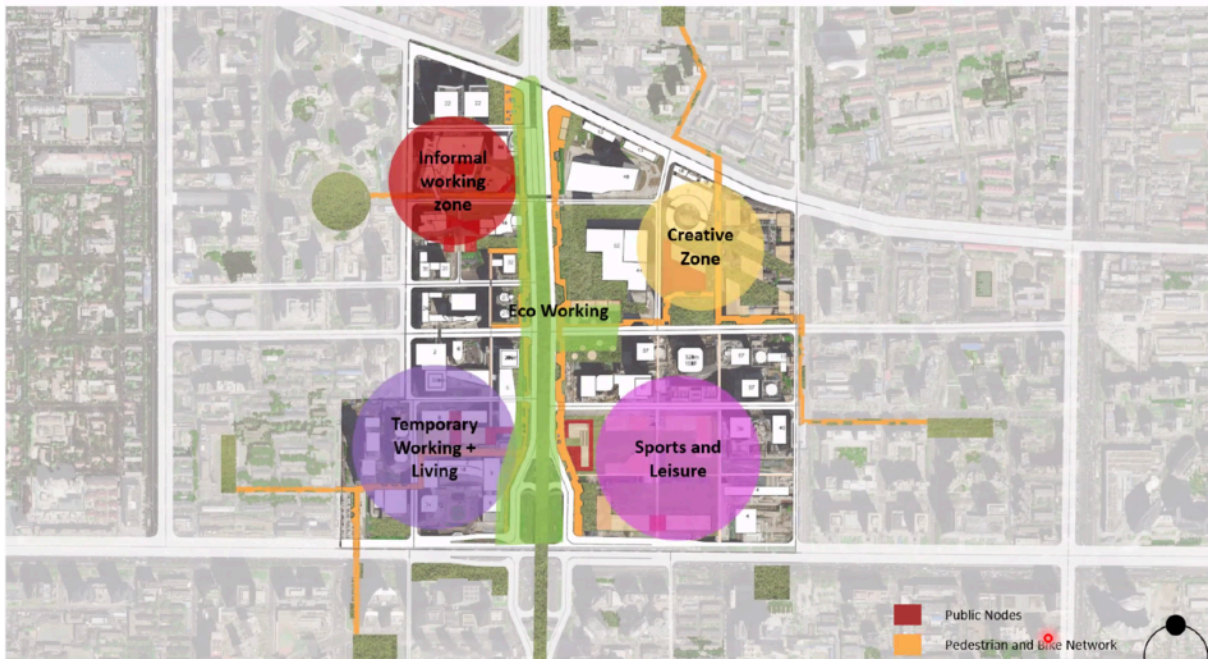 Informal
working
zone
Creative
Zone
Eco Working
Temporary
Working +
Living
Sports and
Leisure
Public Nodes
Pedestrian and Bike Network